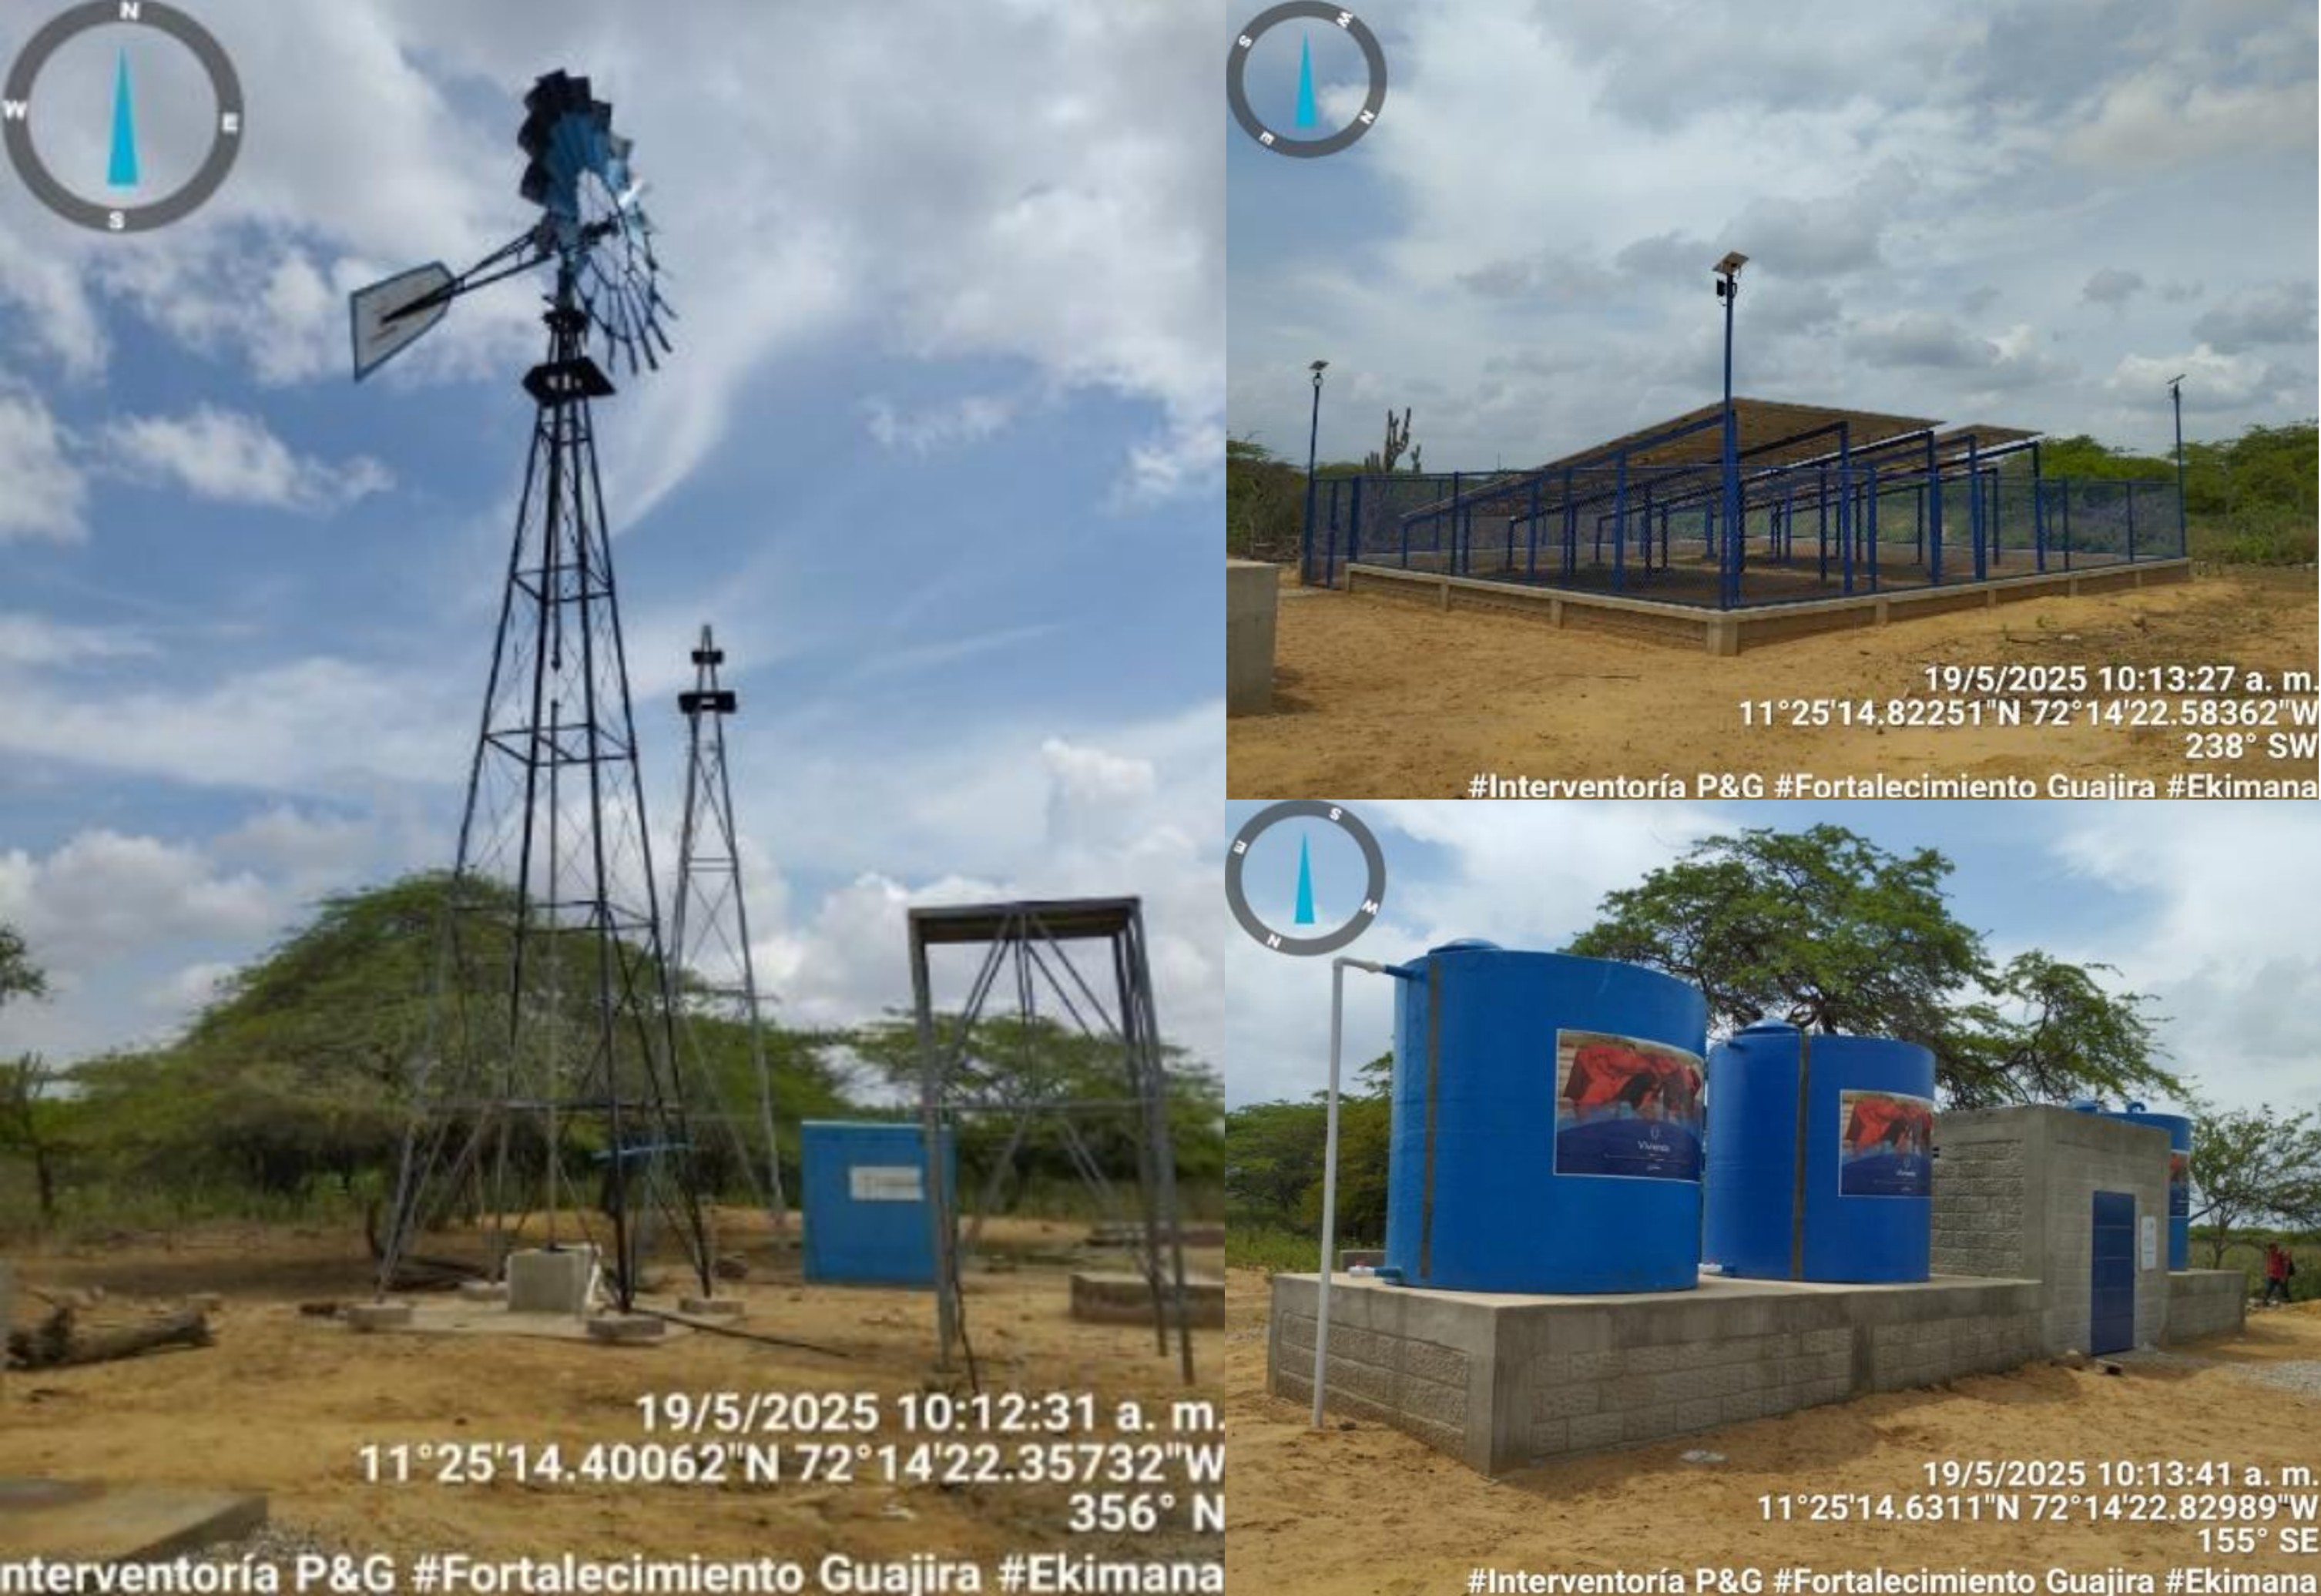 N
W
E
S
19/5/2025 10:12:31 a. m.
11°25'14.40062"N 72°14'22.35732"W
356° N
nterventoría P&G #Fortalecimiento Guajira #Ekimana
W
S
N
E
19/5/2025 10:13:27 a. m.
11°25'14.82251"N 72°14'22.58362"W
238° SW
#Interventoría P&G #Fortalecimiento Guajira #Ekimana
S
E
W
N
Vivienda
19/5/2025 10:13:41 a. m.
11°25'14.6311"N 72°14'22.82989"W
155° SE
#Interventoría P&G #Fortalecimiento Guajira #Ekimana